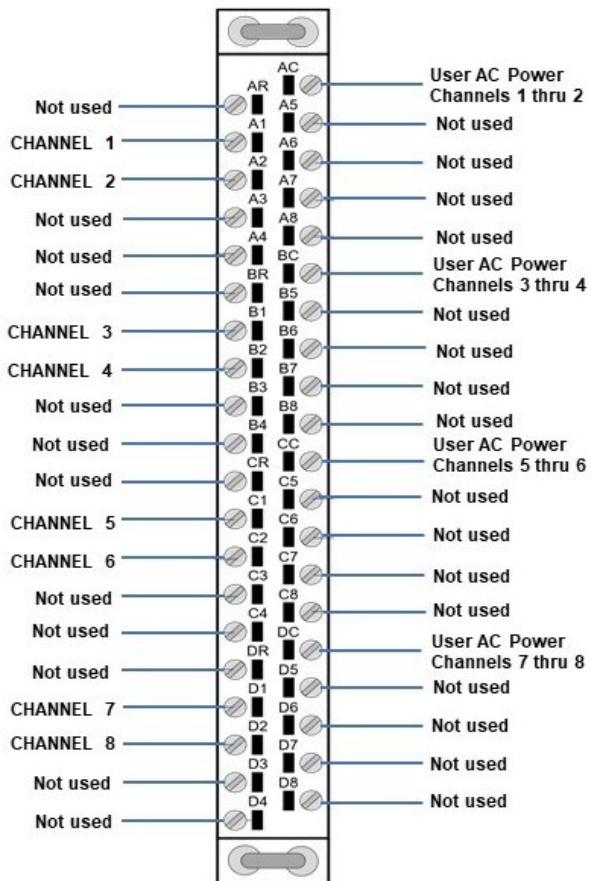 AC
User AC Power
Channels 1 thru 2
AR
Not used
A5
Not used
A1
CHANNEL 1
A6
Not used
A2
CHANNEL 2
A7
Not used
A3
Not used
A8
Not used
A4
Not used
BC
User AC Power
Channels 3 thru 4
BR
Not used
B5
Not used
B1
CHANNEL 3
B6
Not used
B2
CHANNEL 4
B7
Not used
B3
Not used
B8
Not used
B4
Not used
CC
User AC Power
Channels 5 thru 6
CR
Not used
C5
Not used
C1
CHANNEL 5
C6
Not used
C2
CHANNEL 6
C7
Not used
C3
Not used
C8
Not used
C4
Not used
DC
User AC Power
Channels 7 thru 8
DR
Not used
D5
Not used
D1
CHANNEL 7
D6
Not used
D2
CHANNEL 8
D7
Not used
D3
Not used
D8
Not used
D4
Not used